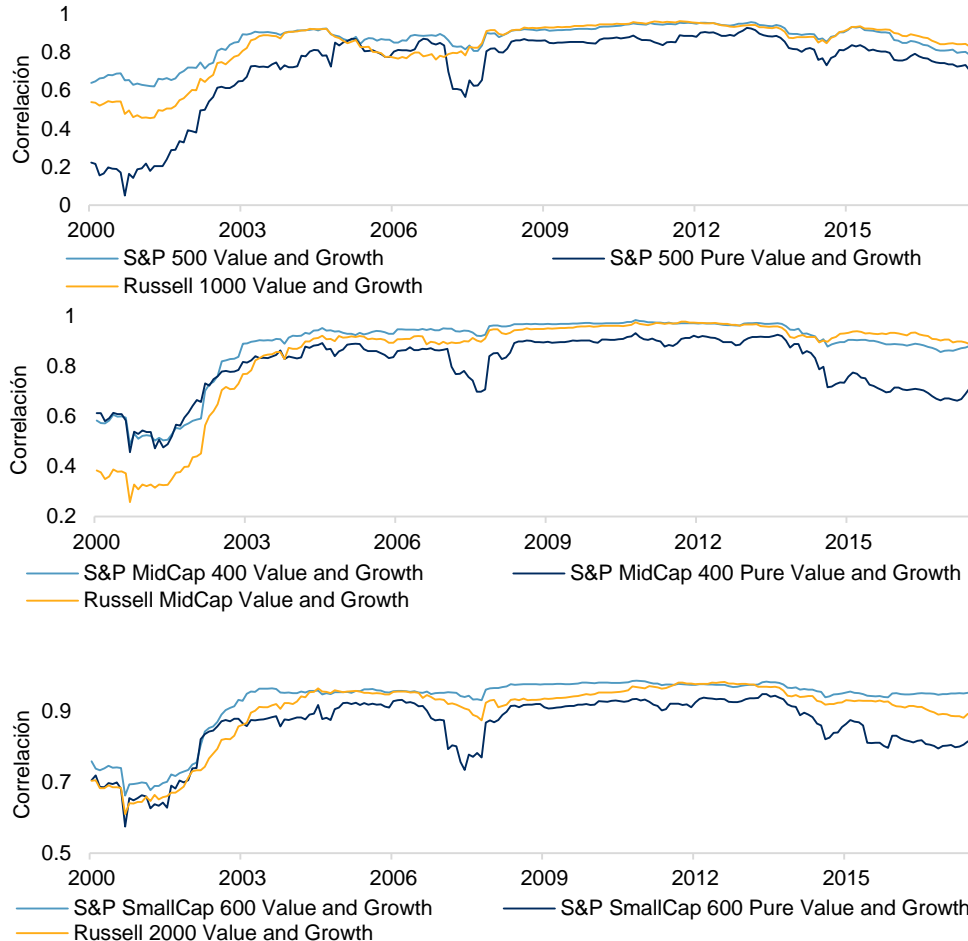 1
0.8
0.6
0.4
0.2
0
Correlación
2000 2003 2006 2009 2012 2015
S&P 500 Value and Growth S&P 500 Pure Value and Growth
Russell 1000 Value and Growth
1
0.8
0.6
0.4
0.2
Correlación
2000 2003 2006 2009 2012 2015
S&P MidCap 400 Value and Growth S&P MidCap 400 Pure Value and Growth
Russell MidCap Value and Growth
0.9
0.7
0.5
Correlación
2000 2003 2006 2009 2012 2015
S&P SmallCap 600 Value and Growth S&P SmallCap 600 Pure Value and Growth
Russell 2000 Value and Growth